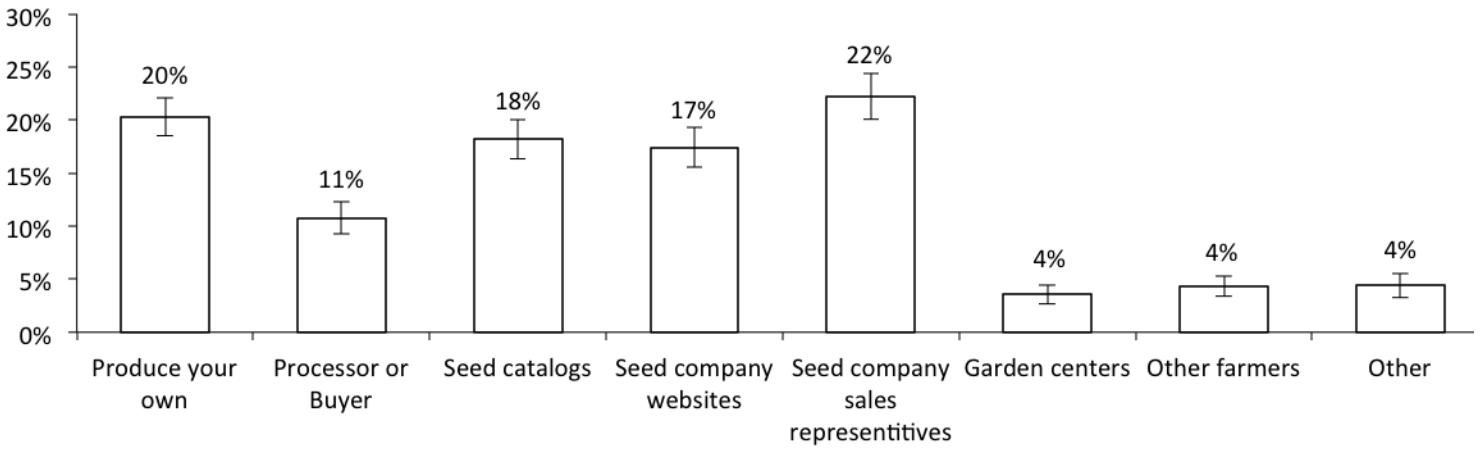 30%
25%
20%
15%
10%
5%
0%
20%
11%
18%
17%
22%
4%
4%
4%
Produce your
own
Processor or
Buyer
Seed catalogs
Seed company
websites
Seed company
sales
representitives
Garden centers
Other farmers
Other